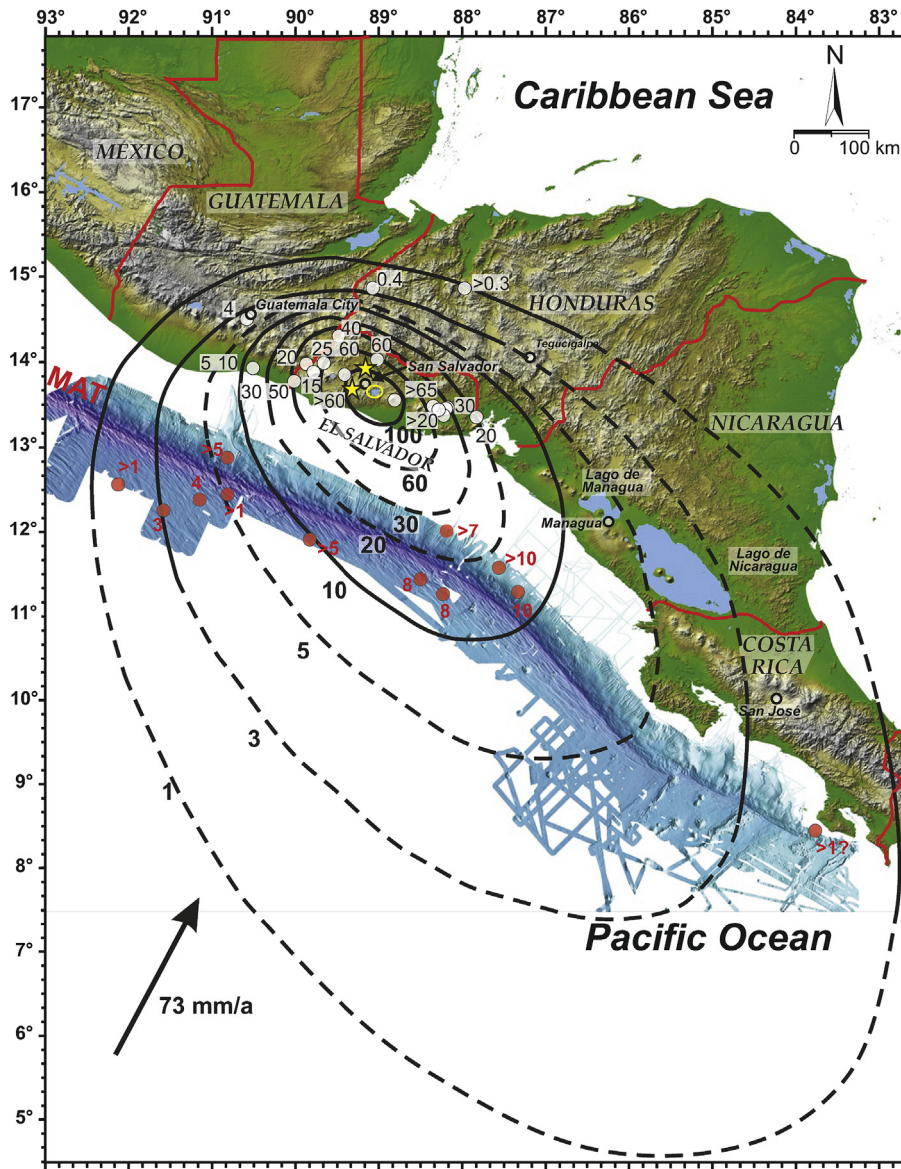 93° 92° 91° 90° 89° 88° 87° 86° 85° 84° 83°
N
Caribbean Sea
17°
0 100 km
MEXICO
16°
GUATEMALA
15°
0.4 >0.3
HONDURAS
4 Guatemala City
40
Tegucigalpa
20 25 60 60
14°
5 10
San Salvador
MAT
30 50 15
>65
>60
30
NICARAGUA
>20
20
100
EL SALVADOR
13°
>5
60
Lago de
Managua
>1
4
>1
3
30
Managua
12°
>7
>5
20
Lago de
Nicaragua
>10
8
10
8
10
11°
5
COSTA
RICA
San José
10°
3
9°
1
>1?
8°
Pacific Ocean
7°
73 mm/a
6°
5°